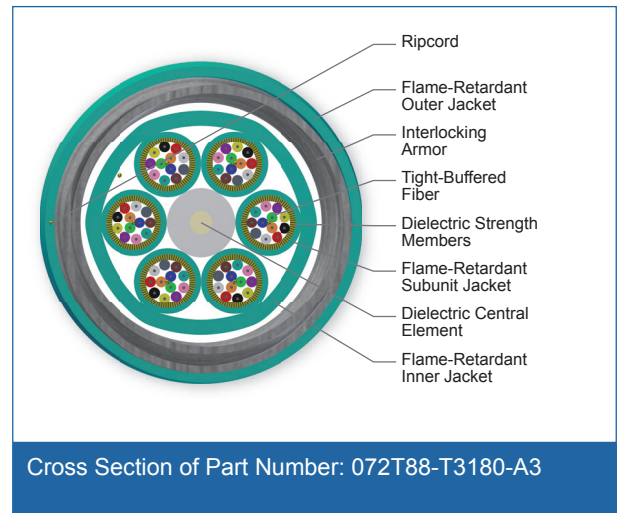 Ripcord
Flame-Retardant
Outer Jacket
Interlocking
Armor
Tight-Buffered
Fiber
Dielectric Strength
Members
Flame-Retardant
Subunit Jacket
Dielectric Central
Element
Flame-Retardant
Inner Jacket
Cross Section of Part Number: 072T88-T3180-A3